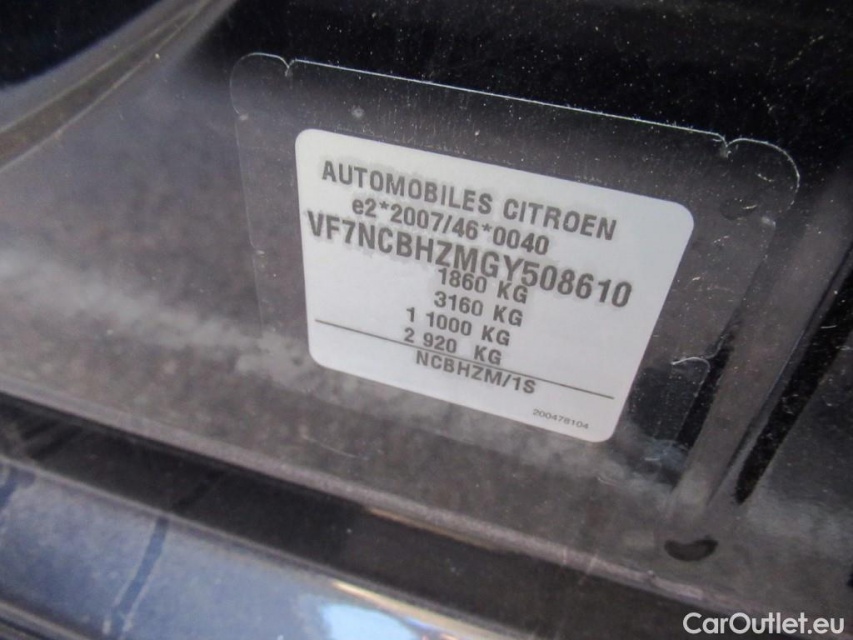 AUTOMOBILES CITROEN
e2*2007/46*0040
VF7NCBHZMGY508610
1860 KG
3160 KG
1 1000 KG
2 920 KG
NCBHZM/1S
200478104
CarOutlet.eu